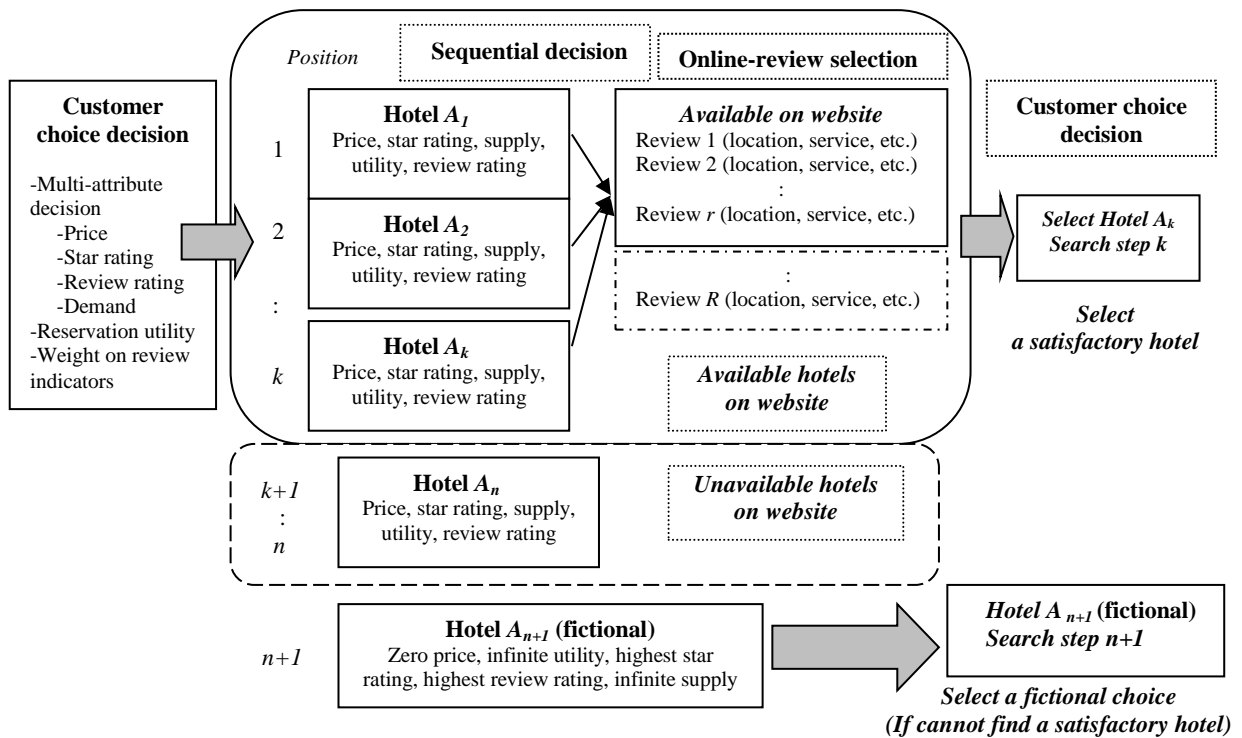 Customer
choice decision
-Multi-attribute
decision
-Price
-Star rating
-Review rating
-Demand
-Reservation utility
-Weight on review
indicators
Position
Sequential decision
Online-review selection
1
Hotel A1
Price, star rating, supply,
utility, review rating
2
Hotel A2
Price, star rating, supply,
utility, review rating
:
k
Hotel Ak
Price, star rating, supply,
utility, review rating
Available on website
Review 1 (location, service, etc.)
Review 2 (location, service, etc.)
:
Review r (location, service, etc.)
:
Review R (location, service, etc.)
Available hotels
on website
Customer choice
decision
Select Hotel Ak
Search step k
Select
a satisfactory hotel
k+1
:
n
Hotel An
Price, star rating, supply,
utility, review rating
Unavailable hotels
on website
n+1
Hotel An+1 (fictional)
Zero price, infinite utility, highest star
rating, highest review rating, infinite supply
Hotel A n+1 (fictional)
Search step n+1
Select a fictional choice
(If cannot find a satisfactory hotel)